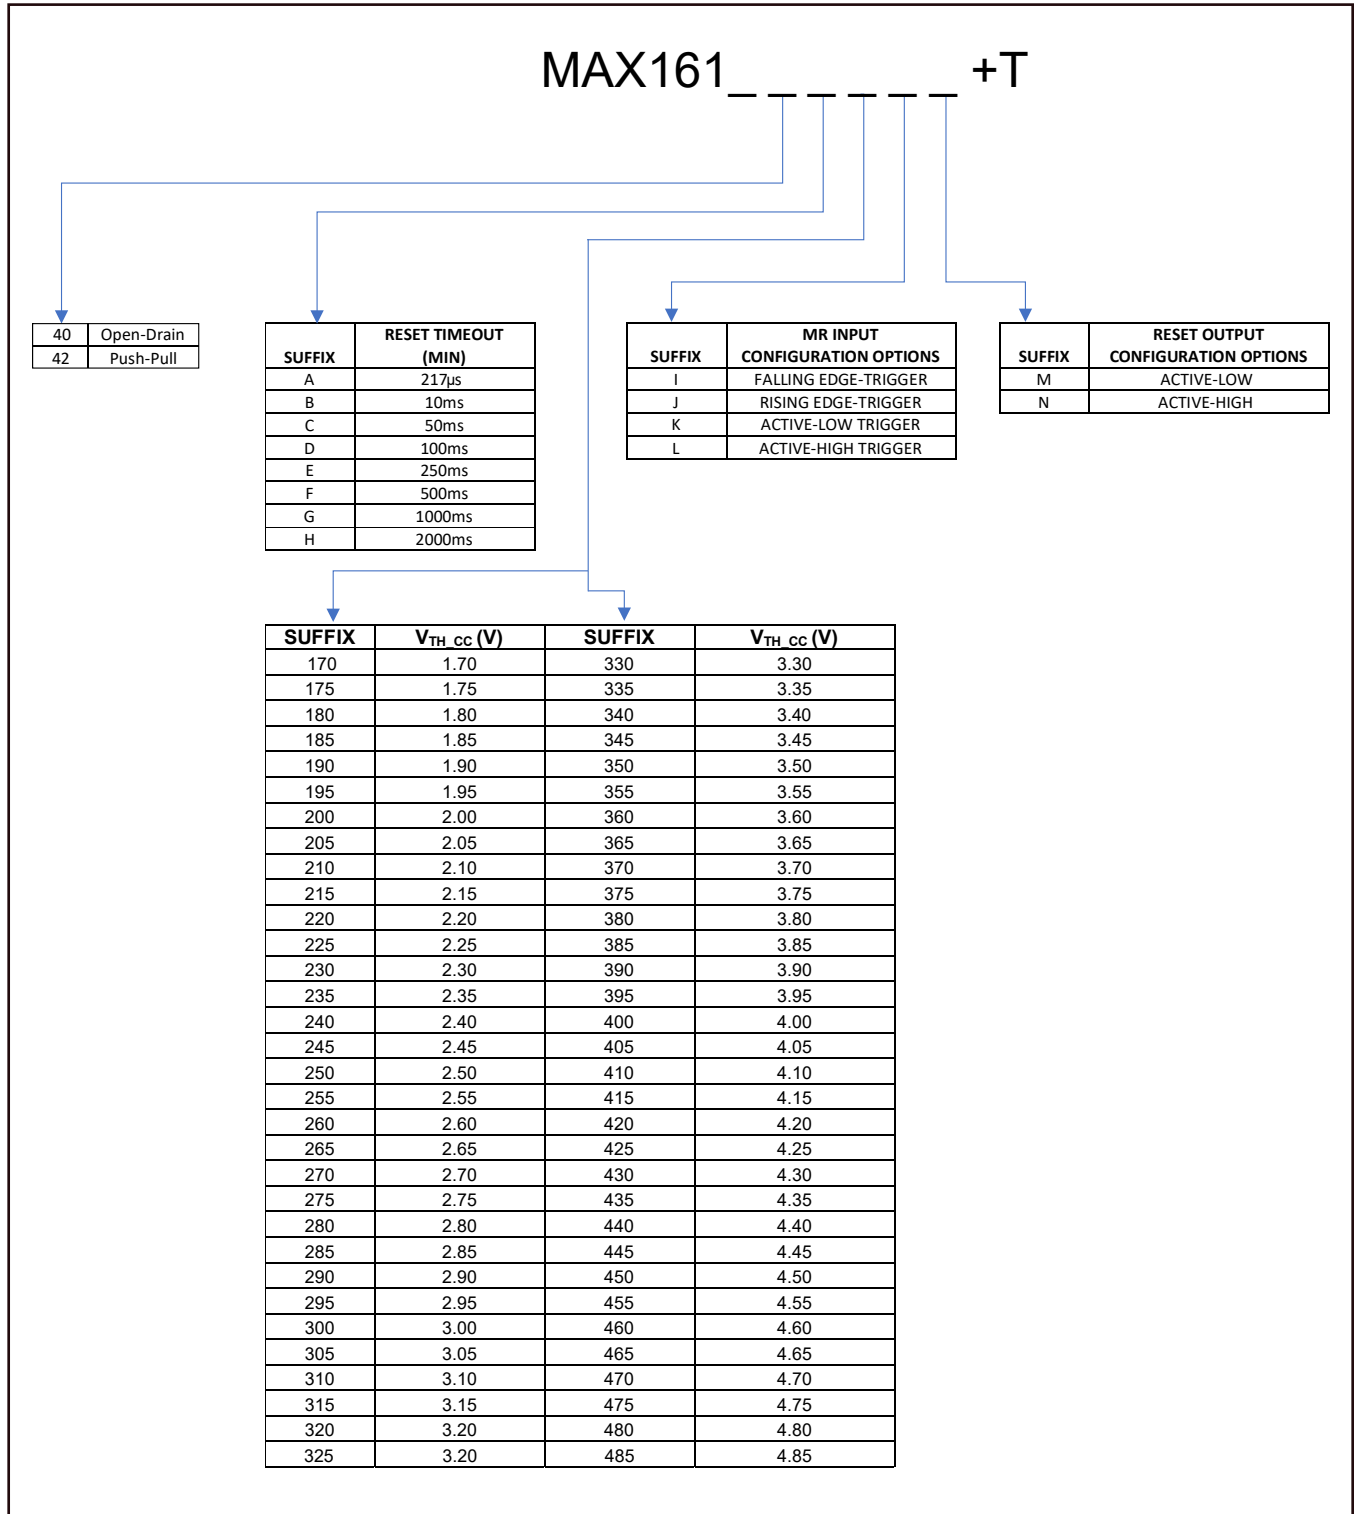 MAX161_ _ _ _ _ _ +T
40 Open-Drain
42 Push-Pull
SUFFIX RESET TIMEOUT (MIN)
A 217µs
B 10ms
C 50ms
D 100ms
E 250ms
F 500ms
G 1000ms
H 2000ms
SUFFIX MR INPUT CONFIGURATION OPTIONS
I FALLING EDGE-TRIGGER
J RISING EDGE-TRIGGER
K ACTIVE-LOW TRIGGER
L ACTIVE-HIGH TRIGGER
SUFFIX RESET OUTPUT CONFIGURATION OPTIONS
M ACTIVE-LOW
N ACTIVE-HIGH
SUFFIX VTH_CC (V) SUFFIX VTH_CC (V)
170 1.70 330 3.30
175 1.75 335 3.35
180 1.80 340 3.40
185 1.85 345 3.45
190 1.90 350 3.50
195 1.95 355 3.55
200 2.00 360 3.60
205 2.05 365 3.65
210 2.10 370 3.70
215 2.15 375 3.75
220 2.20 380 3.80
225 2.25 385 3.85
230 2.30 390 3.90
235 2.35 395 3.95
240 2.40 400 4.00
245 2.45 405 4.05
250 2.50 410 4.10
255 2.55 415 4.15
260 2.60 420 4.20
265 2.65 425 4.25
270 2.70 430 4.30
275 2.75 435 4.35
280 2.80 440 4.40
285 2.85 445 4.45
290 2.90 450 4.50
295 2.95 455 4.55
300 3.00 460 4.60
305 3.05 465 4.65
310 3.10 470 4.70
315 3.15 475 4.75
320 3.20 480 4.80
325 3.20 485 4.85